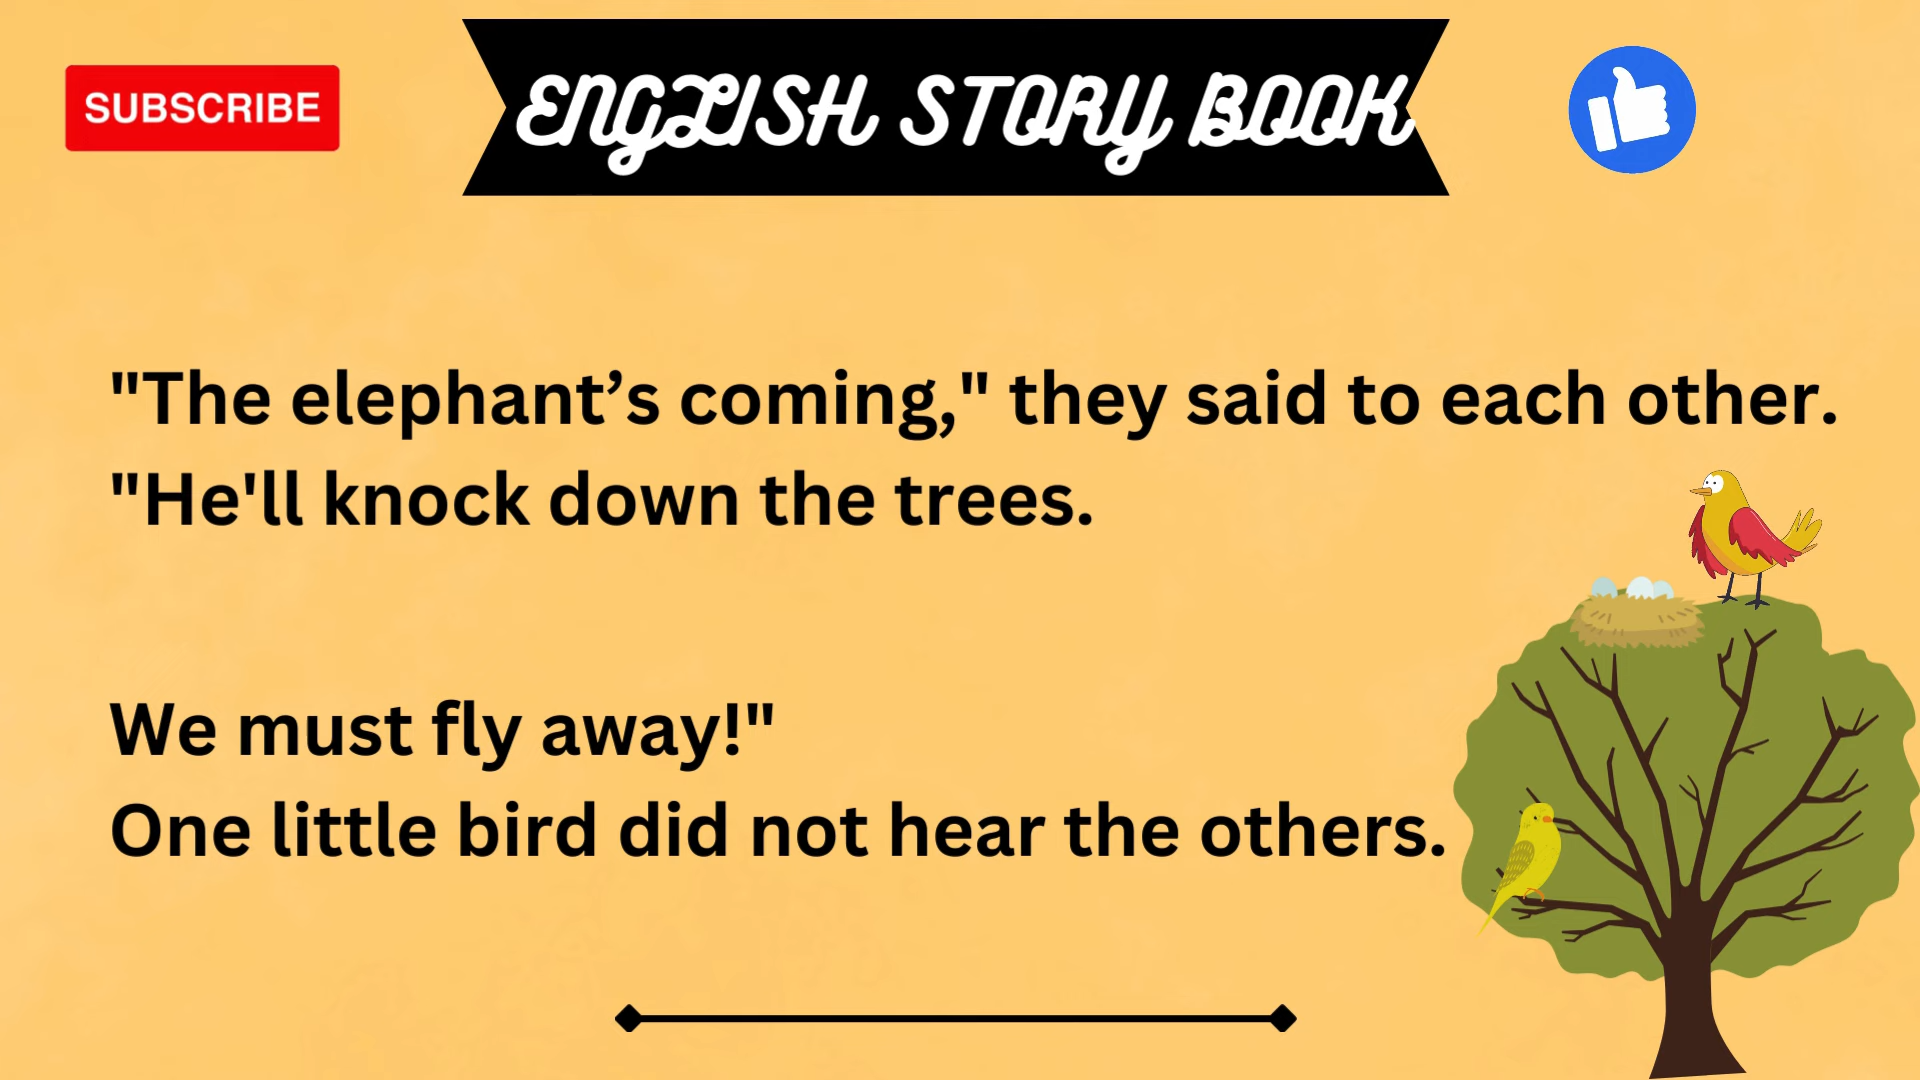 SUBSCRIBE
ENGLISH STORY BOOK
"The elephant’s coming," they said to each other.
"He'll knock down the trees.
We must fly away!"
One little bird did not hear the others.